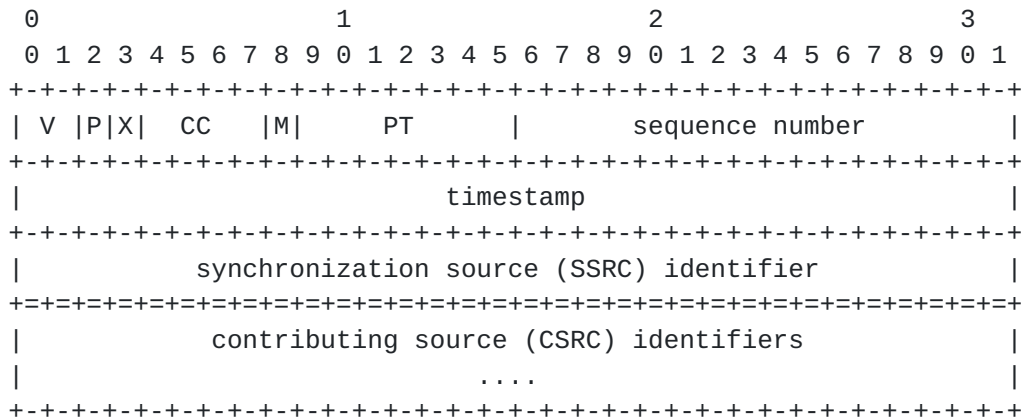 0                   1                   2                   3
 0 1 2 3 4 5 6 7 8 9 0 1 2 3 4 5 6 7 8 9 0 1 2 3 4 5 6 7 8 9 0 1
+-+-+-+-+-+-+-+-+-+-+-+-+-+-+-+-+-+-+-+-+-+-+-+-+-+-+-+-+-+-+-+-+
| V |P|X|  CC   |M|     PT      |       sequence number         |
+-+-+-+-+-+-+-+-+-+-+-+-+-+-+-+-+-+-+-+-+-+-+-+-+-+-+-+-+-+-+-+-+
|                           timestamp                           |
+-+-+-+-+-+-+-+-+-+-+-+-+-+-+-+-+-+-+-+-+-+-+-+-+-+-+-+-+-+-+-+-+
|           synchronization source (SSRC) identifier            |
+=+=+=+=+=+=+=+=+=+=+=+=+=+=+=+=+=+=+=+=+=+=+=+=+=+=+=+=+=+=+=+=+
|            contributing source (CSRC) identifiers             |
|                             ....                              |
+-+-+-+-+-+-+-+-+-+-+-+-+-+-+-+-+-+-+-+-+-+-+-+-+-+-+-+-+-+-+-+-+